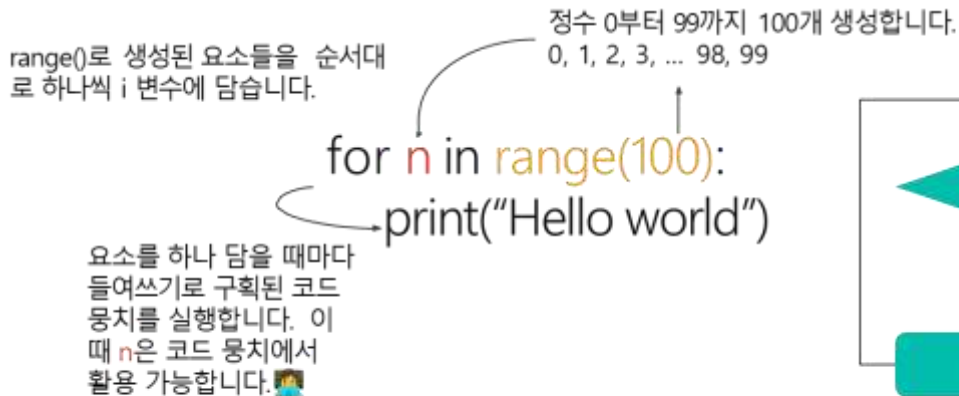 정수 0부터 99까지 100개 생성합니다.
0, 1, 2, 3, ... 98, 99
range()로 생성된 요소들을 순서대
로 하나씩 i 변수에 담습니다.
for n in range(100):
print(“Hello world”)
요소를 하나 담을 때마다
들여쓰기로 구획된 코드
뭉치를 실행합니다. 이
때 n은 코드 뭉치에서
활용 가능합니다.🧑‍💻